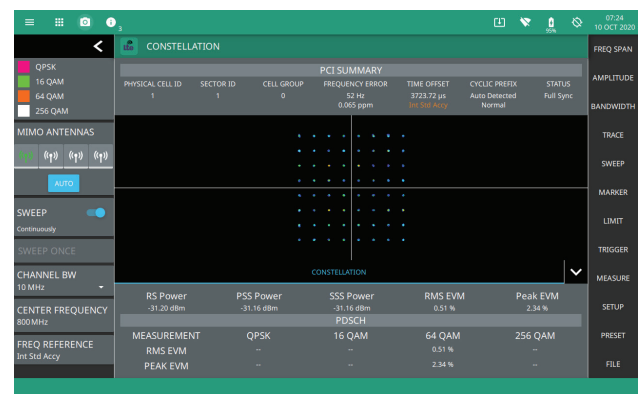 3
95%
07:24
10 OCT 2020
CONSTELLATION
FREQ SPAN
AMPLITUDE
BANDWIDTH
TRACE
SWEEP
MARKER
LIMIT
TRIGGER
MEASURE
SETUP
PRESET
FILE
QPSK
16 QAM
64 QAM
256 QAM
MIMO ANTENNAS
AUTO
SWEEP
Continuously
SWEEP ONCE
CHANNEL BW
10 MHz
CENTER FREQUENCY
800 MHz
FREQ REFERENCE
Int Std Accy
PCI SUMMARY
PHYSICAL CELL ID SECTOR ID CELL GROUP FREQUENCY ERROR TIME OFFSET CYCLIC PREFIX STATUS
1 1 0 52 Hz 3723.72 µs Auto Detected Full Sync
0.065 ppm Int Std Accy Normal
CONSTELLATION
RS Power PSS Power SSS Power RMS EVM Peak EVM
-31.20 dBm -31.16 dBm -31.16 dBm 0.51 % 2.34 %
PDSCH
MEASUREMENT QPSK 16 QAM 64 QAM 256 QAM
RMS EVM -- -- 0.51 % --
PEAK EVM -- -- 2.34 % --